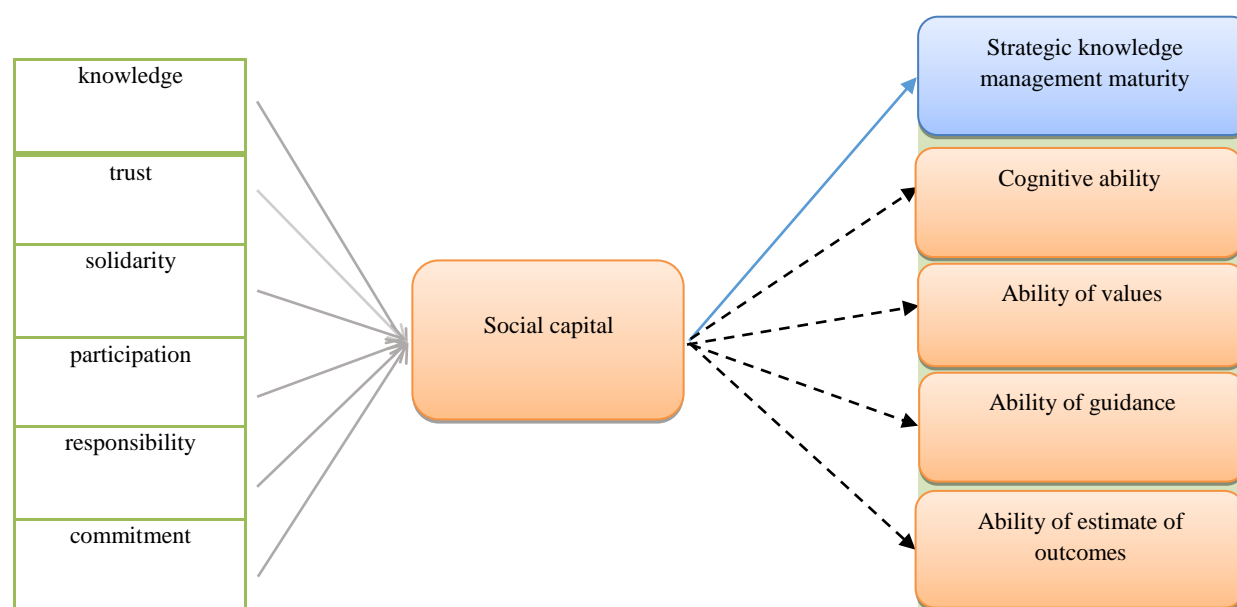 knowledge
trust
solidarity
participation
responsibility
commitment
Social capital
Strategic knowledge
management maturity
Cognitive ability
Ability of values
Ability of guidance
Ability of estimate of
outcomes